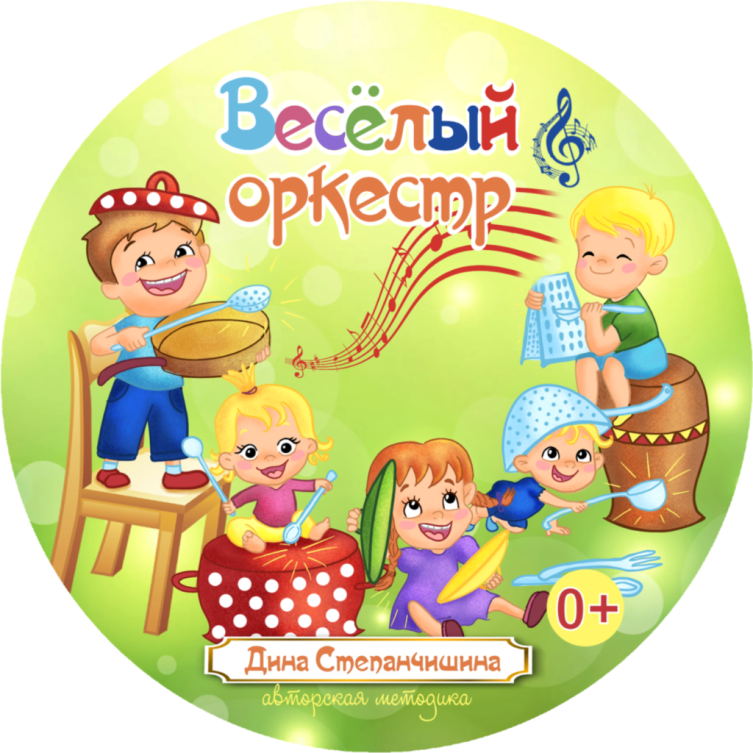 Весёлый
оркестр
0+
Дина Степанчишина
авторская методика